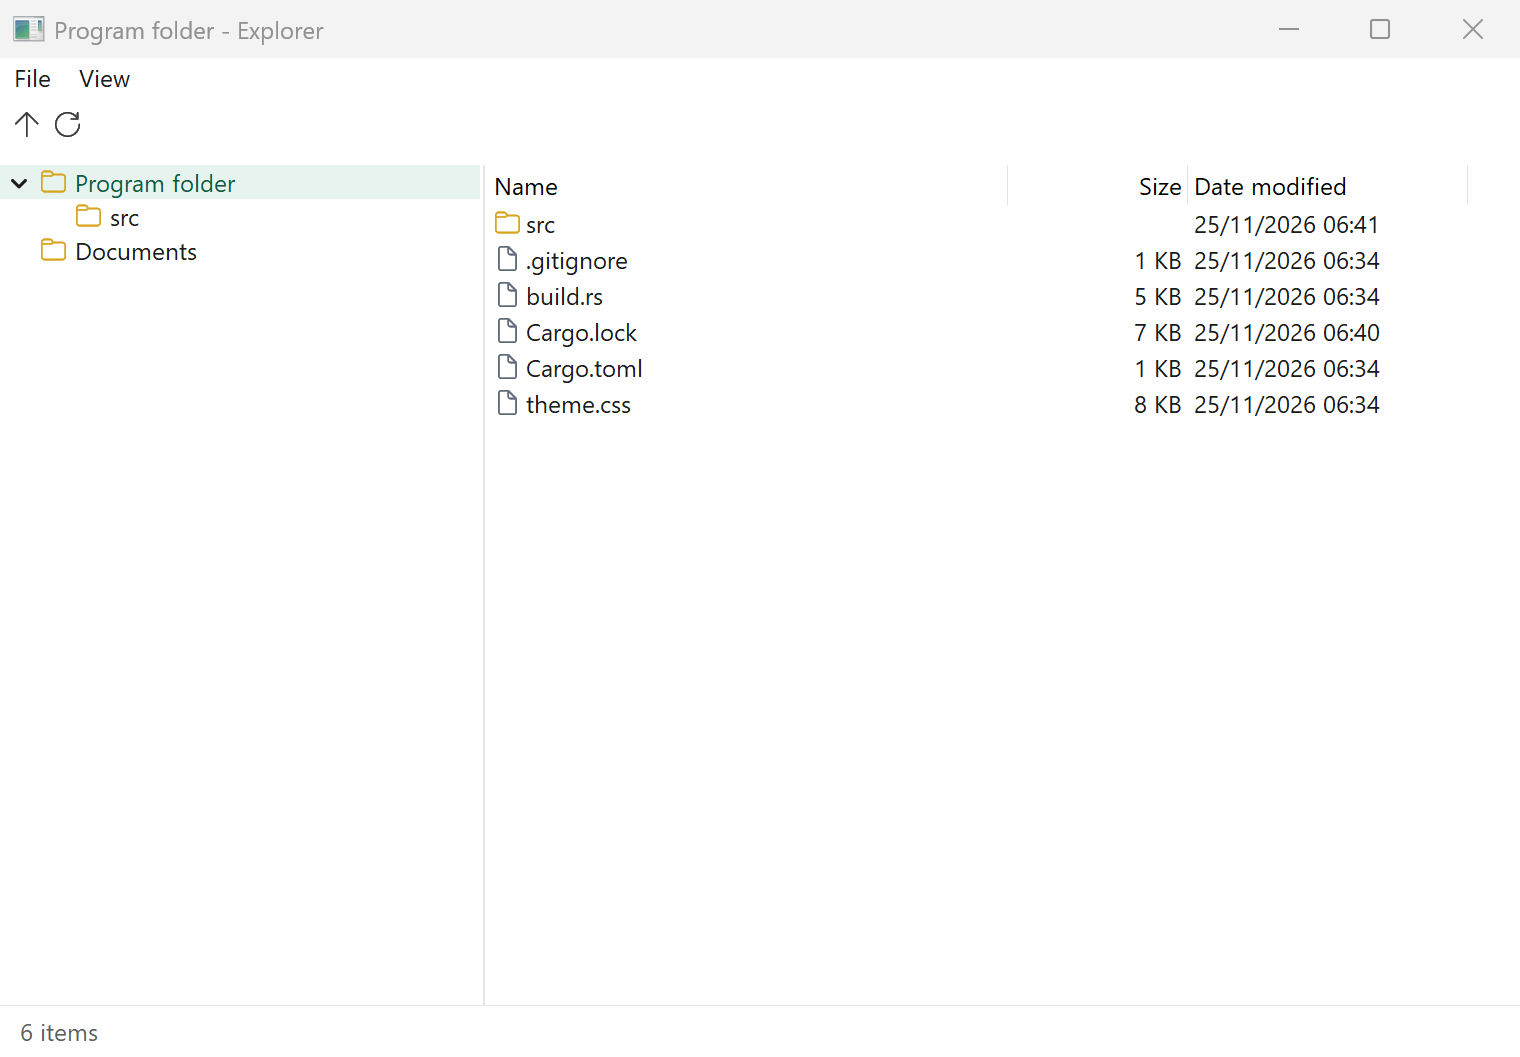 Program folder - Explorer
File View
Program folder
src
Documents
Name Size Date modified
src 25/11/2026 06:41
.gitignore 1 KB 25/11/2026 06:34
build.rs 5 KB 25/11/2026 06:34
Cargo.lock 7 KB 25/11/2026 06:40
Cargo.toml 1 KB 25/11/2026 06:34
theme.css 8 KB 25/11/2026 06:34
6 items